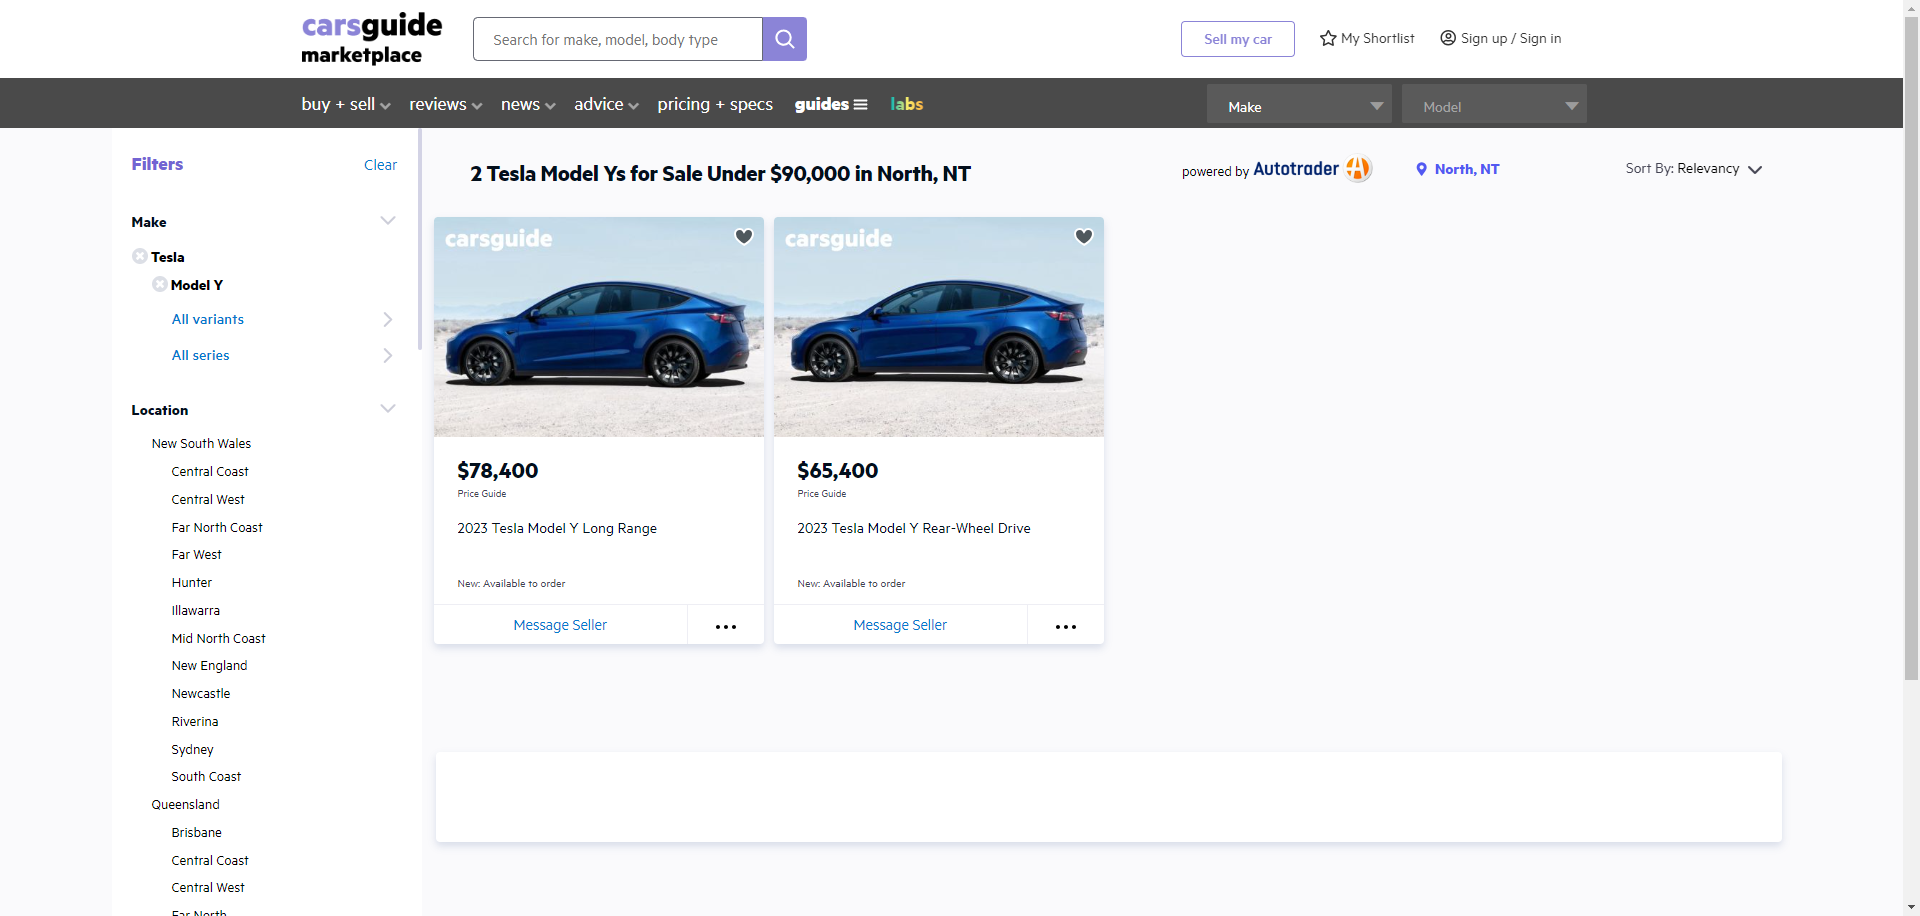 carsguide
marketplace
Search for make, model, body type
Sell my car
My Shortlist
Sign up / Sign in
buy + sell
reviews
news
advice
pricing + specs
guides
labs
Make
Model
Filters
Clear
Make
Tesla
Model Y
All variants
All series
Location
New South Wales
Central Coast
Central West
Far North Coast
Far West
Hunter
Illawarra
Mid North Coast
New England
Newcastle
Riverina
Sydney
South Coast
Queensland
Brisbane
Central Coast
Central West
Far North
2 Tesla Model Ys for Sale Under $90,000 in North, NT
powered by Autotrader
North, NT
Sort By: Relevancy
carsguide
$78,400
Price Guide
2023 Tesla Model Y Long Range
New: Available to order
Message Seller
carsguide
$65,400
Price Guide
2023 Tesla Model Y Rear-Wheel Drive
New: Available to order
Message Seller